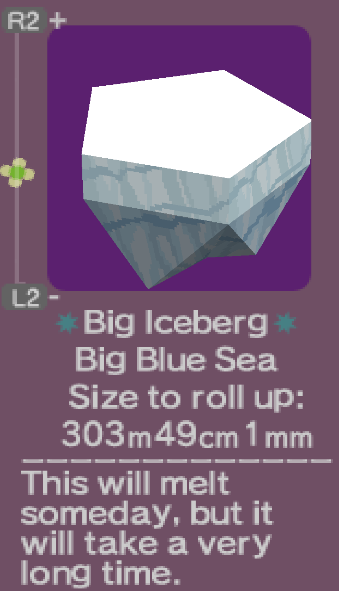 R2 +
L2 -
Big Iceberg
Big Blue Sea
Size to roll up:
303m49cm1mm
This will melt
someday, but it
will take a very
long time.